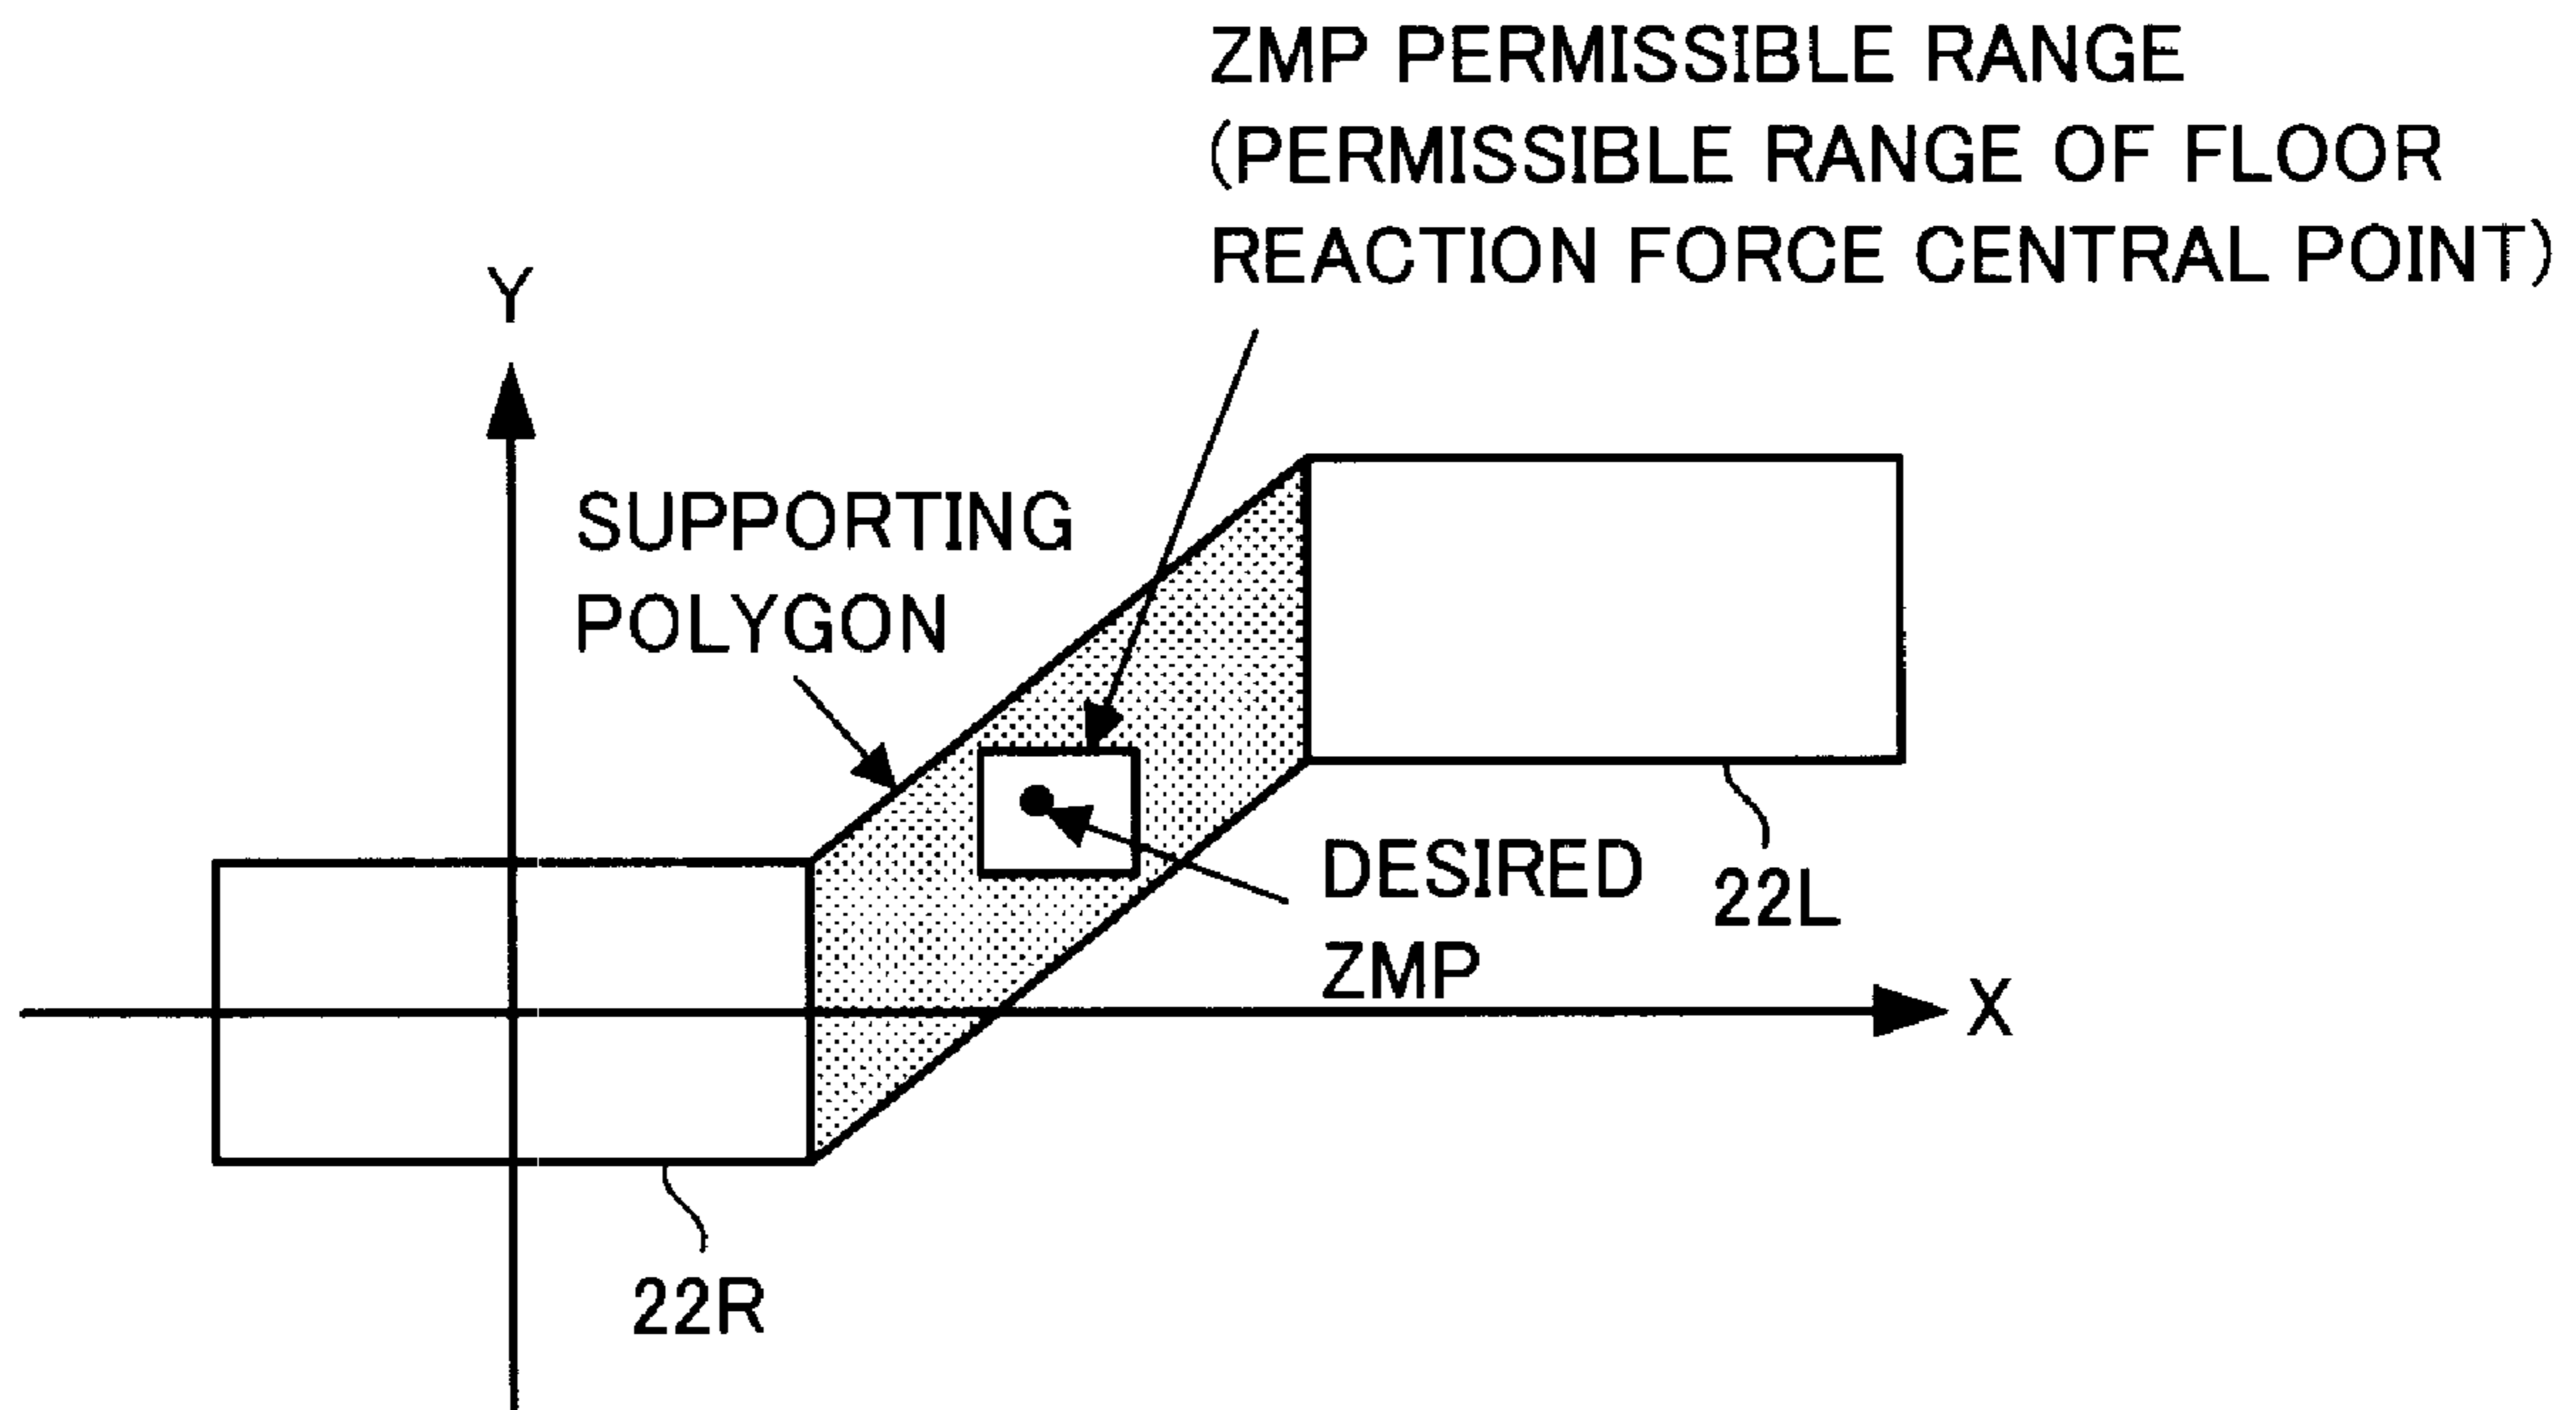 ZMP PERMISSIBLE RANGE
(PERMISSIBLE RANGE OF FLOOR
REACTION FORCE CENTRAL POINT)
Y
SUPPORTING
POLYGON
DESIRED
ZMP
22L
X
22R